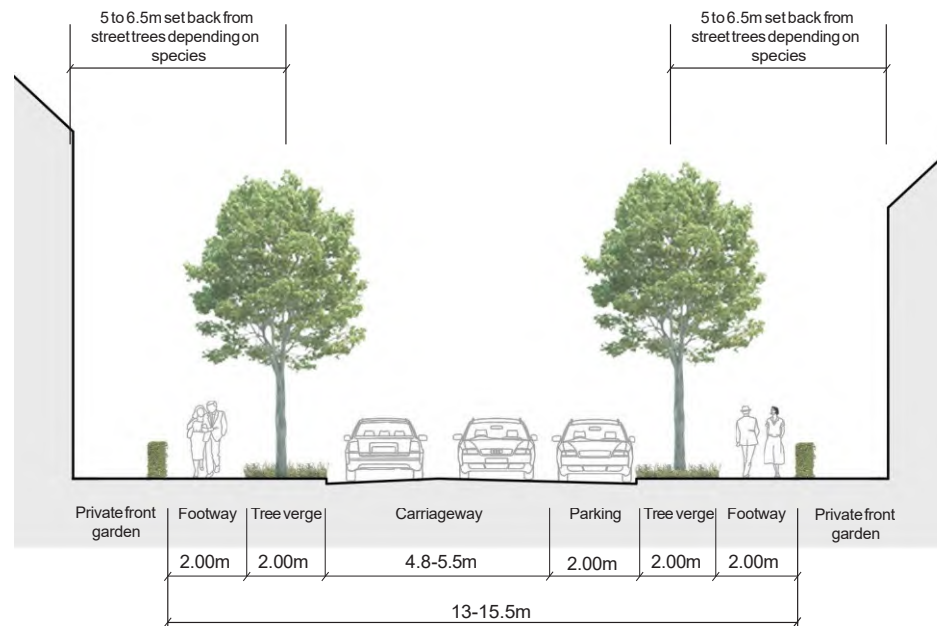 5 to 6.5m set back from
street trees depending on
species
5 to 6.5m set back from
street trees depending on
species
Private front
garden
Footway
Tree verge
Carriageway
Parking
Tree verge
Footway
Private front
garden
2.00m
2.00m
4.8-5.5m
2.00m
2.00m
2.00m
13-15.5m